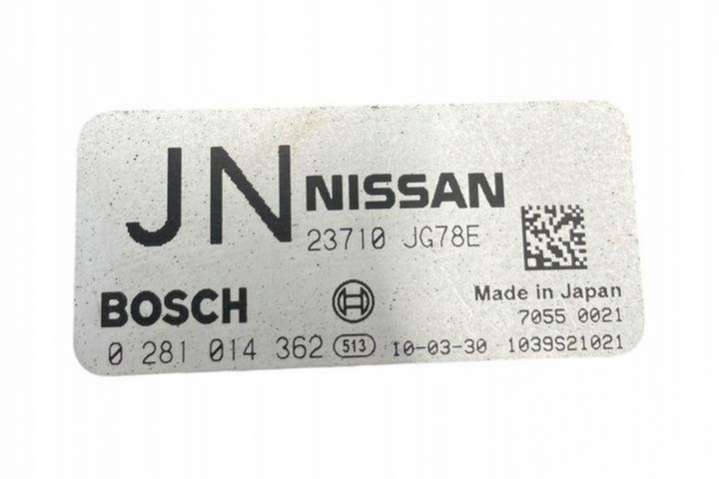 JN NISSAN
23710 JG78E
BOSCH
Made in Japan
7055 0021
0 281 014 362 513 10-03-30 1039S21021